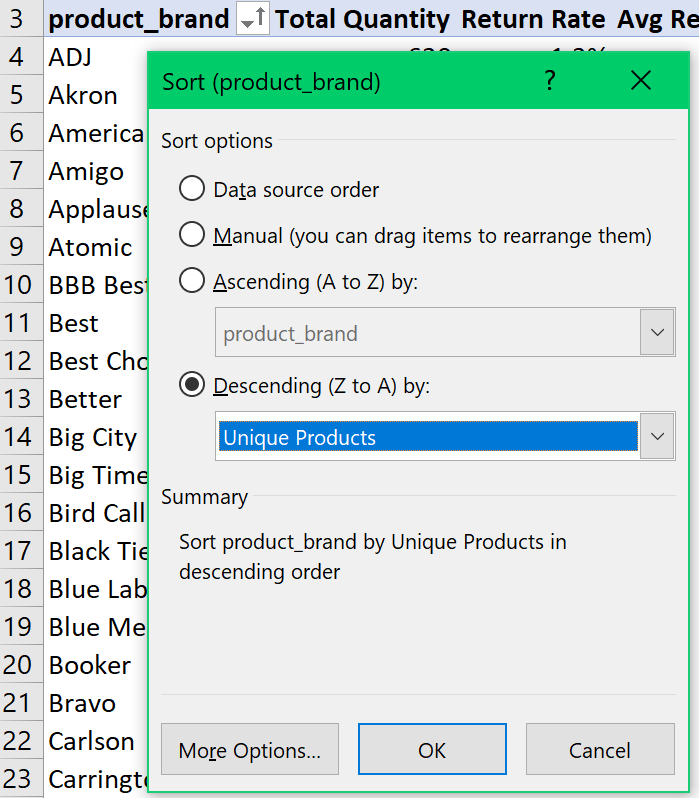 3 product_brand Total Quantity Return Rate Avg Re
4 ADJ
5 Akron
6 America
7 Amigo
8 Applause
9 Atomic
10 BBB Best
11 Best
12 Best Cho
13 Better
14 Big City
15 Big Time
16 Bird Call
17 Black Tie
18 Blue Lab
19 Blue Me
20 Booker
21 Bravo
22 Carlson
23 Carringto
Sort (product_brand) ?
Sort options
Data source order
Manual (you can drag items to rearrange them)
Ascending (A to Z) by:
product_brand
Descending (Z to A) by:
Unique Products
Summary
Sort product_brand by Unique Products in
descending order
More Options... OK Cancel